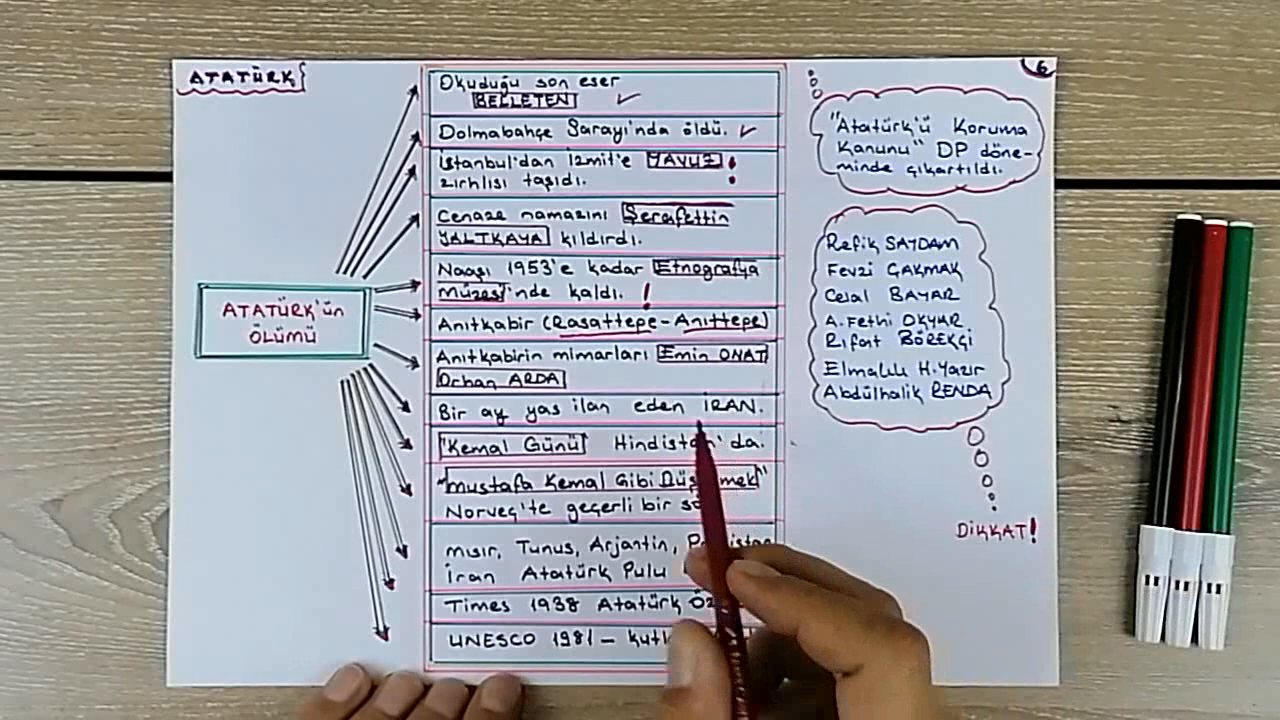 ATATÜRK
6
ATATÜRK'ün
ÖLÜMÜ
Okuduğu son eser
BELLETEN
Dolmabahçe Sarayı'nda öldü.
İstanbul'dan İzmit'e YAVUZ !
zırhlısı taşıdı.
Cenaze namazını Şerafettin
YALTKAYA kıldırdı.
Naaşı 1953'e kadar Etnografya
Müzesi'nde kaldı. !
Anıtkabir (Rasattepe-Anıttepe)
Anıtkabirin mimarları Emin ONAT
Orhan ARDA
Bir ay yas ilan eden İRAN.
"Kemal Günü" Hindistan'da.
"Mustafa Kemal Gibi Düşünmek"
Norveç'te geçerli bir
Mısır, Tunus, Arjantin,
İran Atatürk Pulu
Times 1938 Atatürk
UNESCO 1981 –
"Atatürk'ü Koruma
Kanunu" DP döne-
minde çıkartıldı.
Refik SAYDAM
Fevzi ÇAKMAK
Celal BAYAR
A. Fethi OKYAR
Rıfat BÖREKÇİ
Elmalılı H. Yazır
Abdülhalik RENDA
DİKKAT!